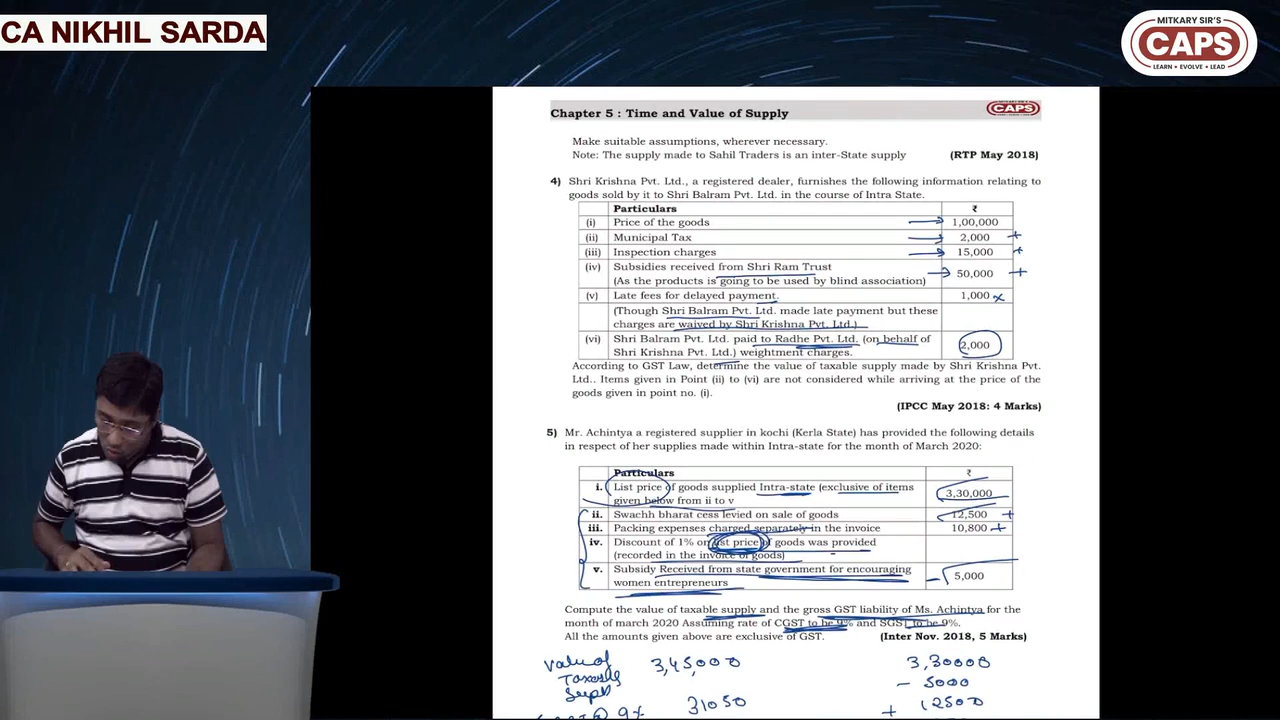 CA NIKHIL SARDA
MITKARY SIR'S
CAPS
LEARN • EVOLVE • LEAD
Chapter 5 : Time and Value of Supply
CAPS
Make suitable assumptions, wherever necessary.
Note: The supply made to Sahil Traders is an inter-State supply (RTP May 2018)
4) Shri Krishna Pvt. Ltd., a registered dealer, furnishes the following information relating to
goods sold by it to Shri Balram Pvt. Ltd. in the course of Intra State.
Particulars ₹
(i) Price of the goods 1,00,000
(ii) Municipal Tax 2,000 +
(iii) Inspection charges 15,000 +
(iv) Subsidies received from Shri Ram Trust
(As the products is going to be used by blind association) 50,000 +
(v) Late fees for delayed payment. 1,000 x
(Though Shri Balram Pvt. Ltd. made late payment but these
charges are waived by Shri Krishna Pvt. Ltd.)
(vi) Shri Balram Pvt. Ltd. paid to Radhe Pvt. Ltd. (on behalf of
Shri Krishna Pvt. Ltd.) weightment charges. 2,000
According to GST Law, determine the value of taxable supply made by Shri Krishna Pvt.
Ltd.. Items given in Point (ii) to (vi) are not considered while arriving at the price of the
goods given in point no. (i).
(IPCC May 2018: 4 Marks)
5) Mr. Achintya a registered supplier in kochi (Kerla State) has provided the following details
in respect of her supplies made within Intra-state for the month of March 2020:
Particulars ₹
i. List price of goods supplied Intra-state (exclusive of items
given below from ii to v 3,30,000
ii. Swachh bharat cess levied on sale of goods 12,500 +
iii. Packing expenses charged separately in the invoice 10,800 +
iv. Discount of 1% on list price of goods was provided
(recorded in the invoice of goods)
v. Subsidy Received from state government for encouraging
women entrepreneurs - 5,000
Compute the value of taxable supply and the gross GST liability of Ms. Achintya for the
month of march 2020 Assuming rate of CGST to be 9% and SGST to be 9%.
All the amounts given above are exclusive of GST. (Inter Nov. 2018, 5 Marks)
Value of 3,45,000 3,30000
Taxable - 5000
Supp 31050 + 12500
@ 9%